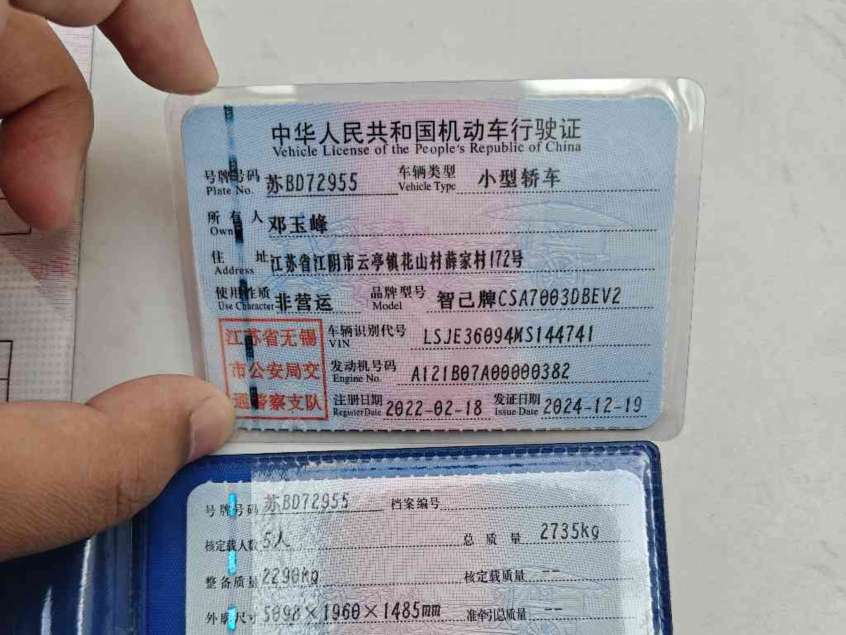 中华人民共和国机动车行驶证
Vehicle License of the People's Republic of China
号牌号码 Plate No. 苏BD72955 车辆类型 Vehicle Type 小型轿车
所有人 Owner 邓玉峰
住址 Address 江苏省江阴市云亭镇花山村薛家村172号
使用性质 Use Character 非营运 品牌型号 Model 智己牌CSA7003DBEV2
江苏省无锡市公安局交通警察支队
车辆识别代号 VIN LSJE36094MS144741
发动机号码 Engine No. A121B07A00000382
注册日期 Register Date 2022-02-18 发证日期 Issue Date 2024-12-19
号牌号码 苏BD72955 档案编号
核定载人数 5人 总质量 2735kg
整备质量 2290kg 核定载质量 --
外廓尺寸 5098×1960×1485mm 准牵引总质量 --